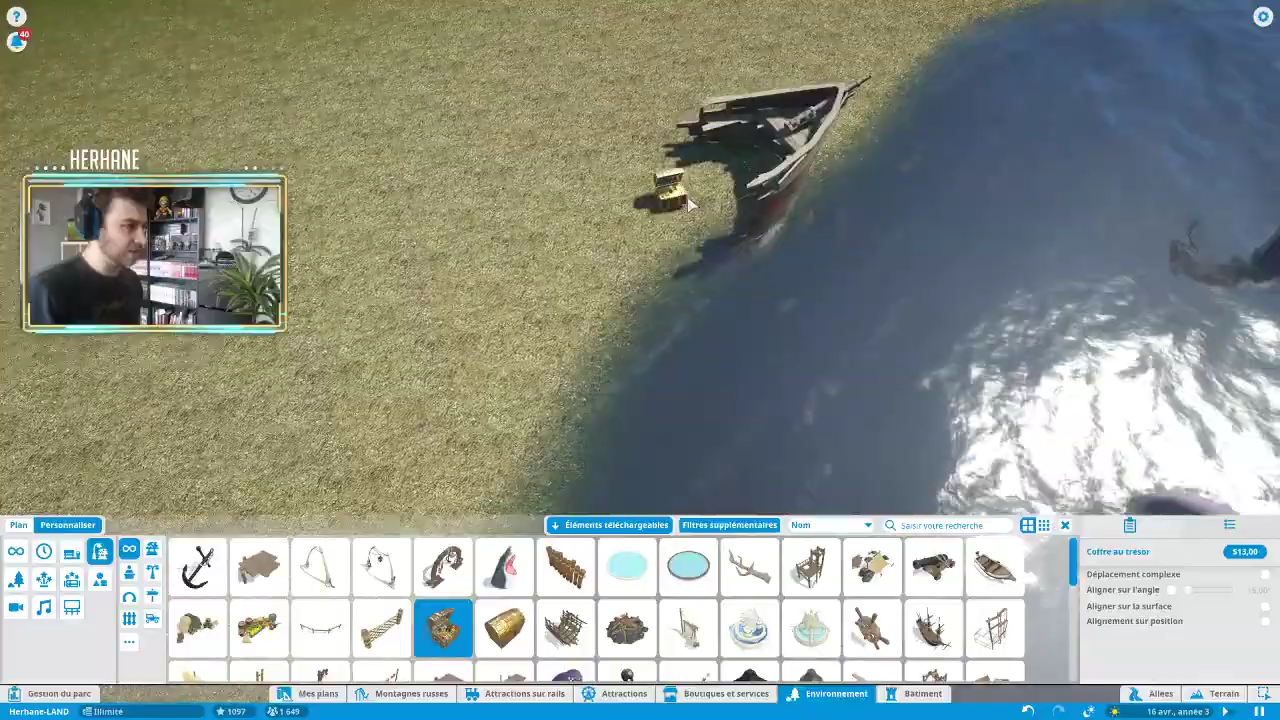 ?
40
HERHANE
Plan
Personnaliser
Éléments téléchargeables
Filtres supplémentaires
Nom
Saisir votre recherche
Coffre au trésor
$13,00
Déplacement complexe
Aligner sur l'angle
15,00°
Aligner sur la surface
Alignement sur position
Gestion du parc
Mes plans
Montagnes russes
Attractions sur rails
Attractions
Boutiques et services
Environnement
Bâtiment
Allées
Terrain
Herhane-LAND
Illimité
1097
1 649
16 avr., année 3